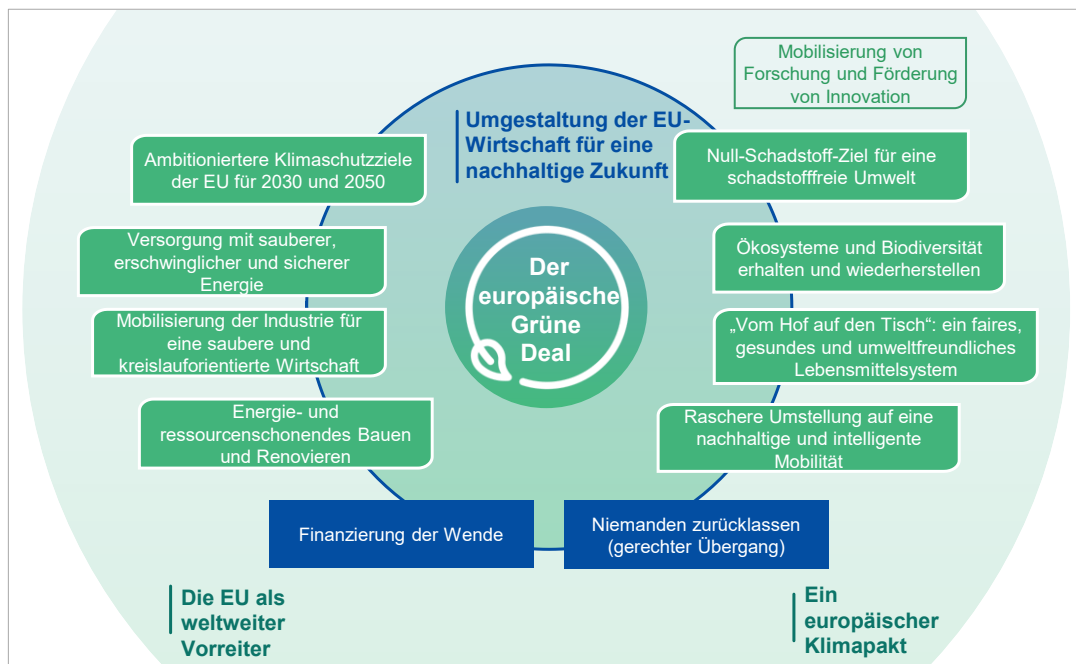 Mobilisierung von
Forschung und Förderung
von Innovation
Umgestaltung der EU-
Wirtschaft für eine
nachhaltige Zukunft
Ambitioniertere Klimaschutzziele
der EU für 2030 und 2050
Null-Schadstoff-Ziel für eine
schadstofffreie Umwelt
Versorgung mit sauberer,
erschwinglicher und sicherer
Energie
Ökosysteme und Biodiversität
erhalten und wiederherstellen
Der
europäische
Grüne
Deal
Mobilisierung der Industrie für
eine saubere und
kreislauforientierte Wirtschaft
„Vom Hof auf den Tisch“: ein faires,
gesundes und umweltfreundliches
Lebensmittelsystem
Energie- und
ressourcenschonendes Bauen
und Renovieren
Raschere Umstellung auf eine
nachhaltige und intelligente
Mobilität
Finanzierung der Wende
Niemanden zurücklassen
(gerechter Übergang)
Die EU als
weltweiter
Vorreiter
Ein
europäischer
Klimapakt